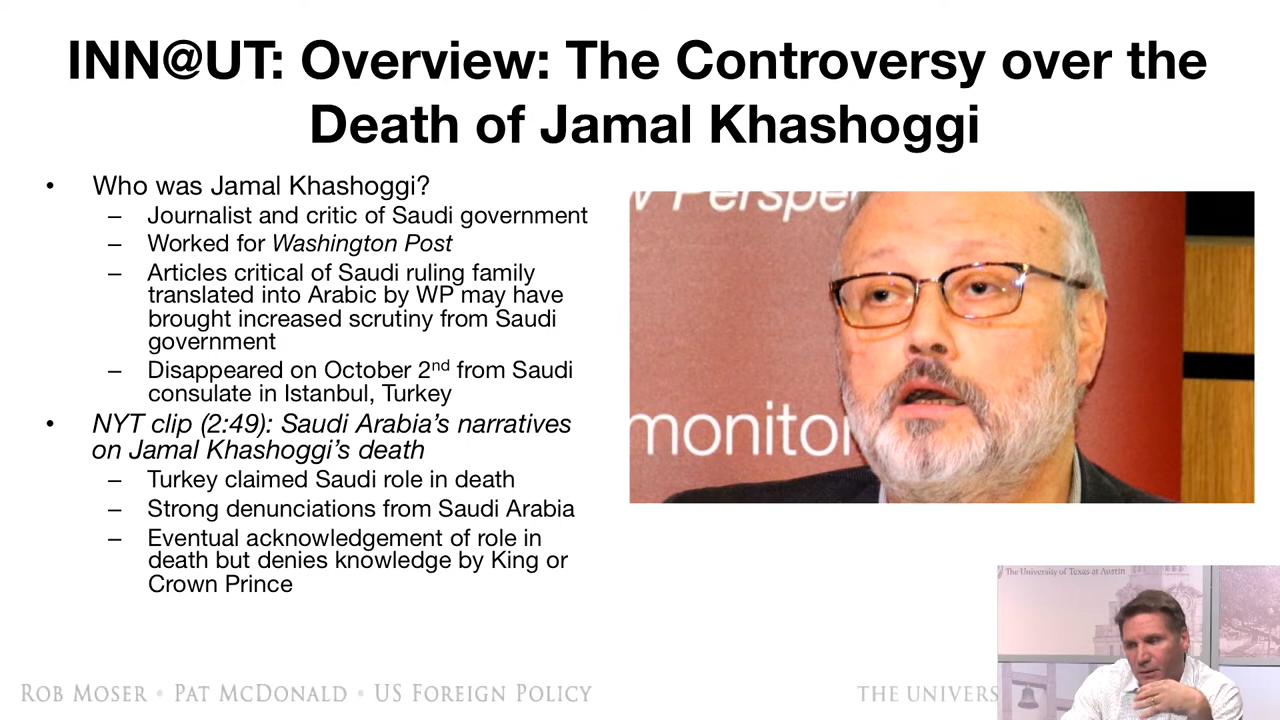 INN@UT: Overview: The Controversy over the
Death of Jamal Khashoggi
• Who was Jamal Khashoggi?
– Journalist and critic of Saudi government
– Worked for Washington Post
– Articles critical of Saudi ruling family
translated into Arabic by WP may have
brought increased scrutiny from Saudi
government
– Disappeared on October 2nd from Saudi
consulate in Istanbul, Turkey
• NYT clip (2:49): Saudi Arabia’s narratives
on Jamal Khashoggi’s death
– Turkey claimed Saudi role in death
– Strong denunciations from Saudi Arabia
– Eventual acknowledgement of role in
death but denies knowledge by King or
Crown Prince
monitor
The University of Texas at Austin
ROB MOSER • PAT MCDONALD • US FOREIGN POLICY
THE UNIVERS